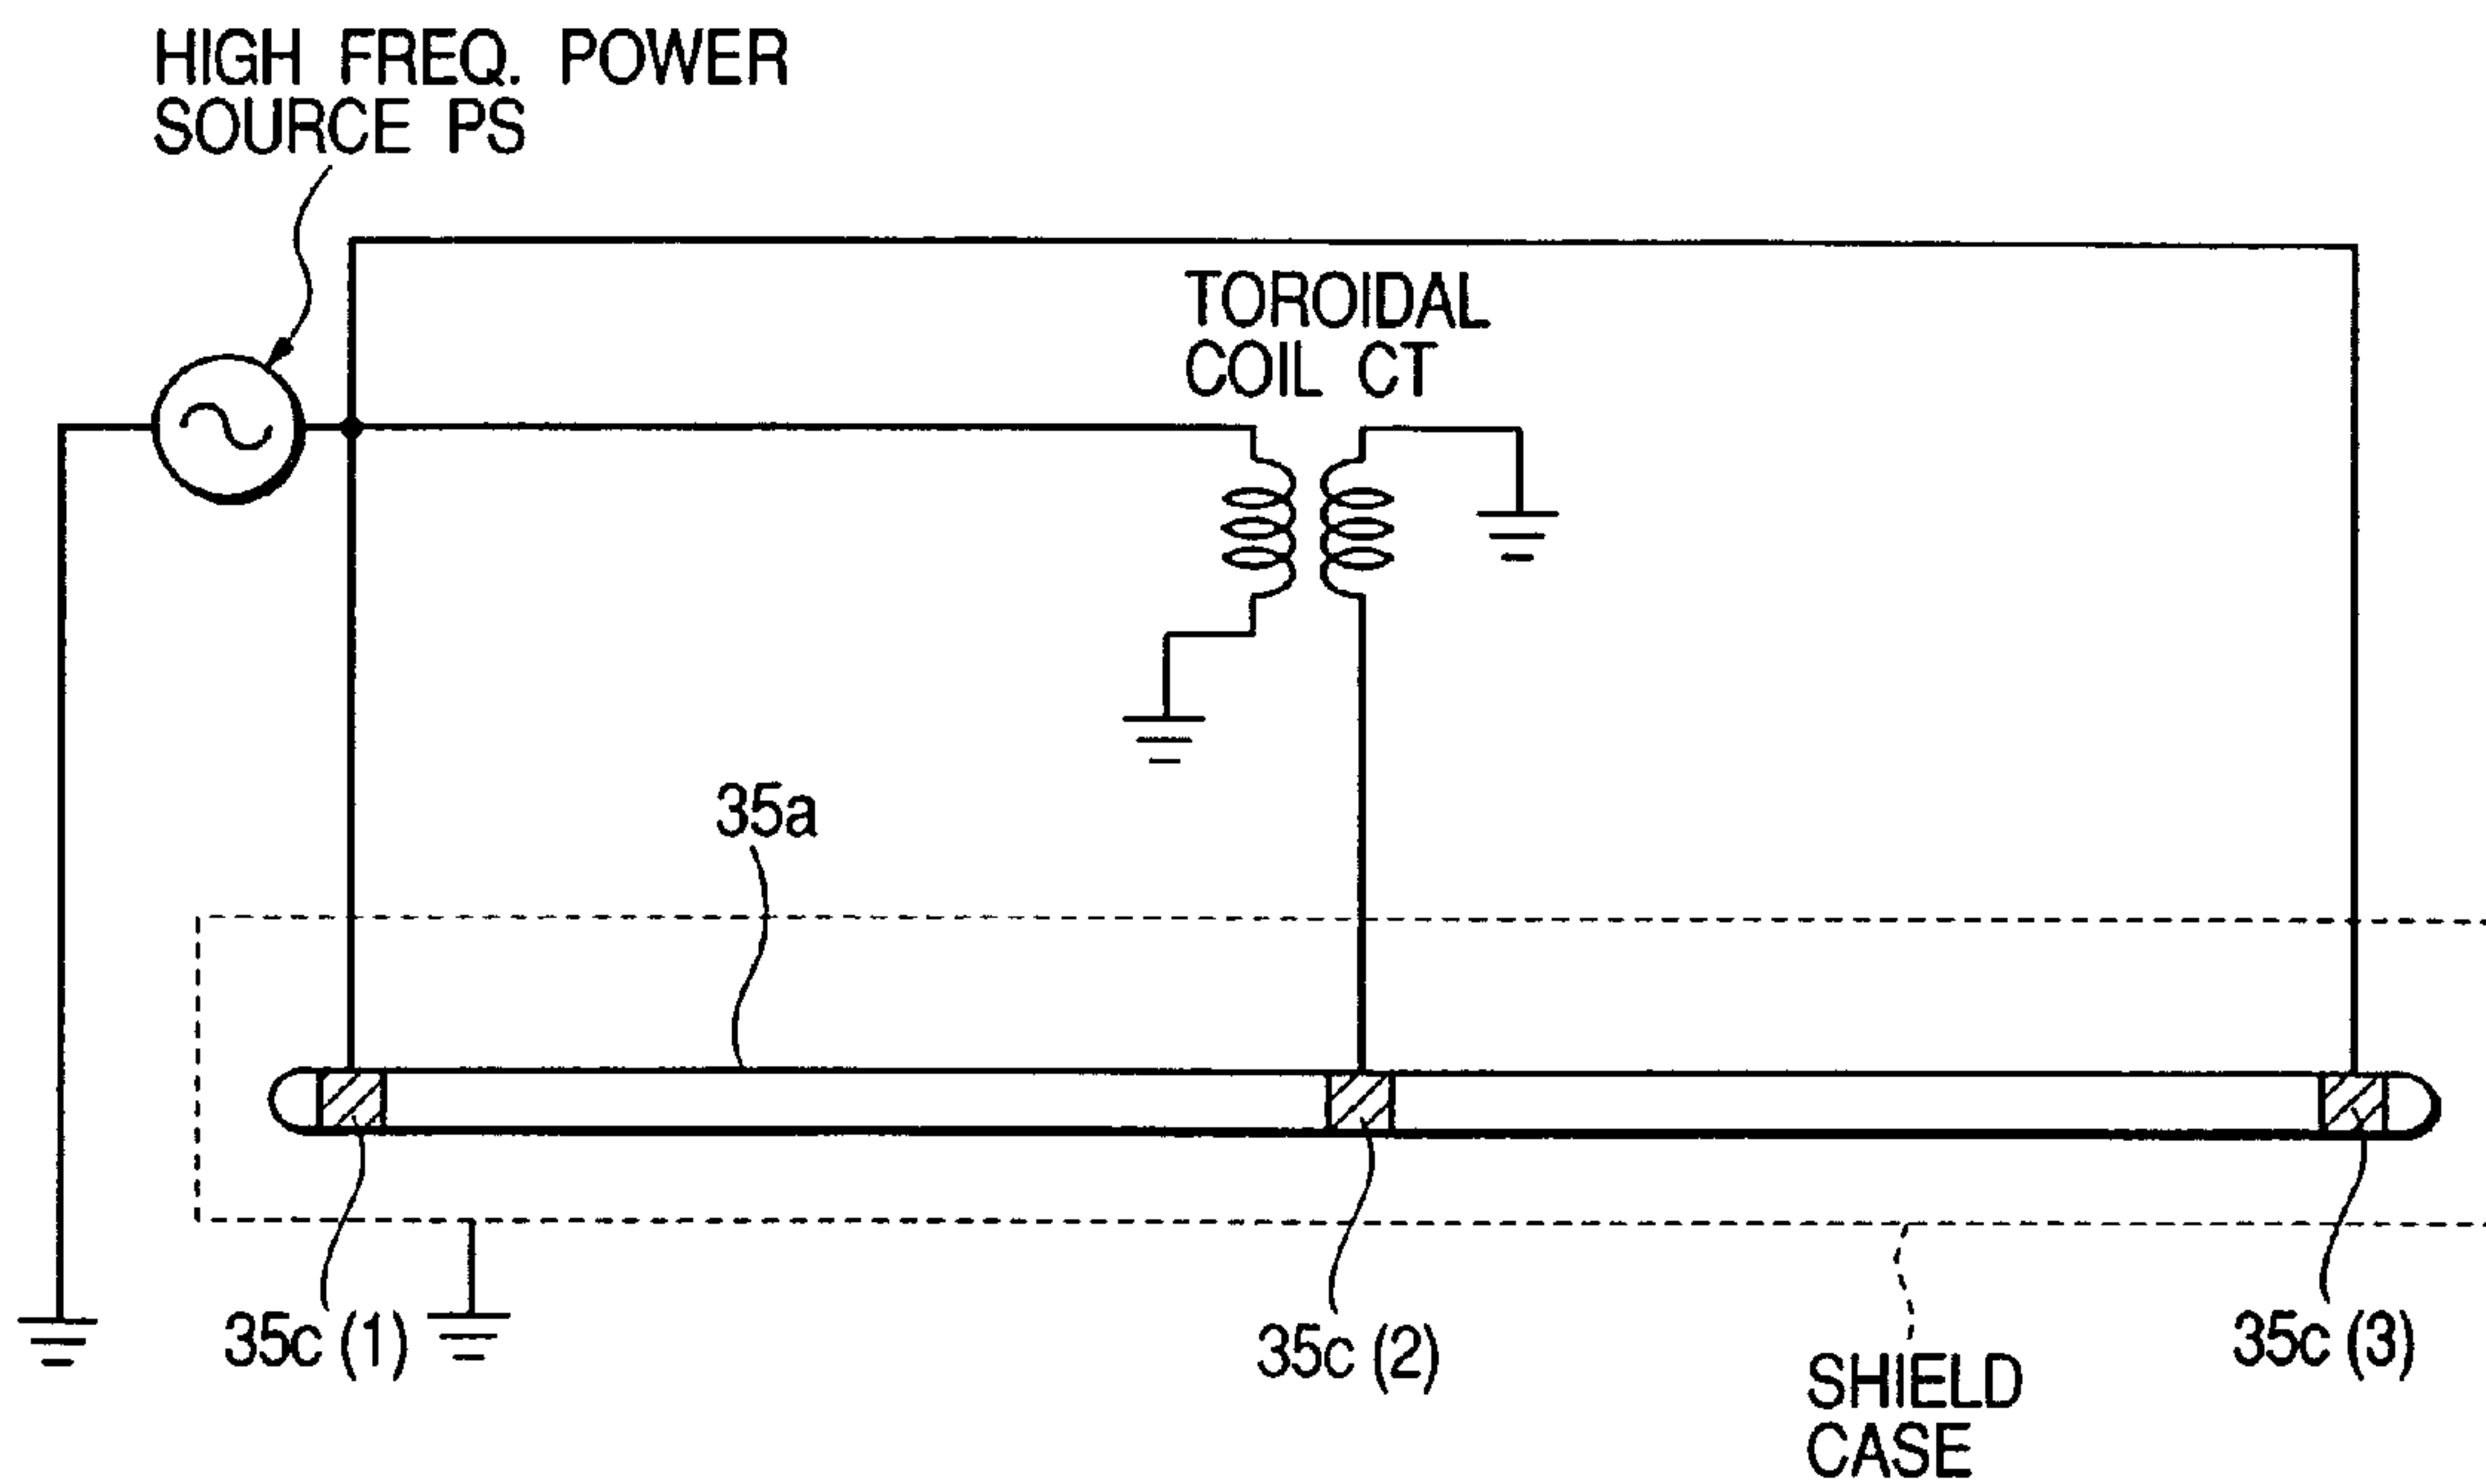 HIGH FREQ. POWER
SOURCE PS
TOROIDAL
COIL CT
35a
35c (1)
35c (2)
35c (3)
SHIELD
CASE